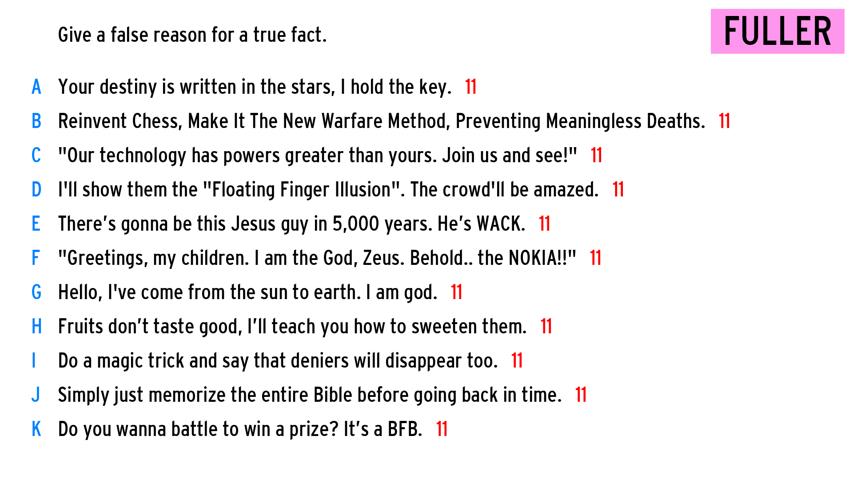 Give a false reason for a true fact.
FULLER
A Your destiny is written in the stars, I hold the key. 11
B Reinvent Chess, Make It The New Warfare Method, Preventing Meaningless Deaths. 11
C "Our technology has powers greater than yours. Join us and see!" 11
D I'll show them the "Floating Finger Illusion". The crowd'll be amazed. 11
E There’s gonna be this Jesus guy in 5,000 years. He’s WACK. 11
F "Greetings, my children. I am the God, Zeus. Behold.. the NOKIA!!" 11
G Hello, I've come from the sun to earth. I am god. 11
H Fruits don’t taste good, I’ll teach you how to sweeten them. 11
I Do a magic trick and say that deniers will disappear too. 11
J Simply just memorize the entire Bible before going back in time. 11
K Do you wanna battle to win a prize? It’s a BFB. 11